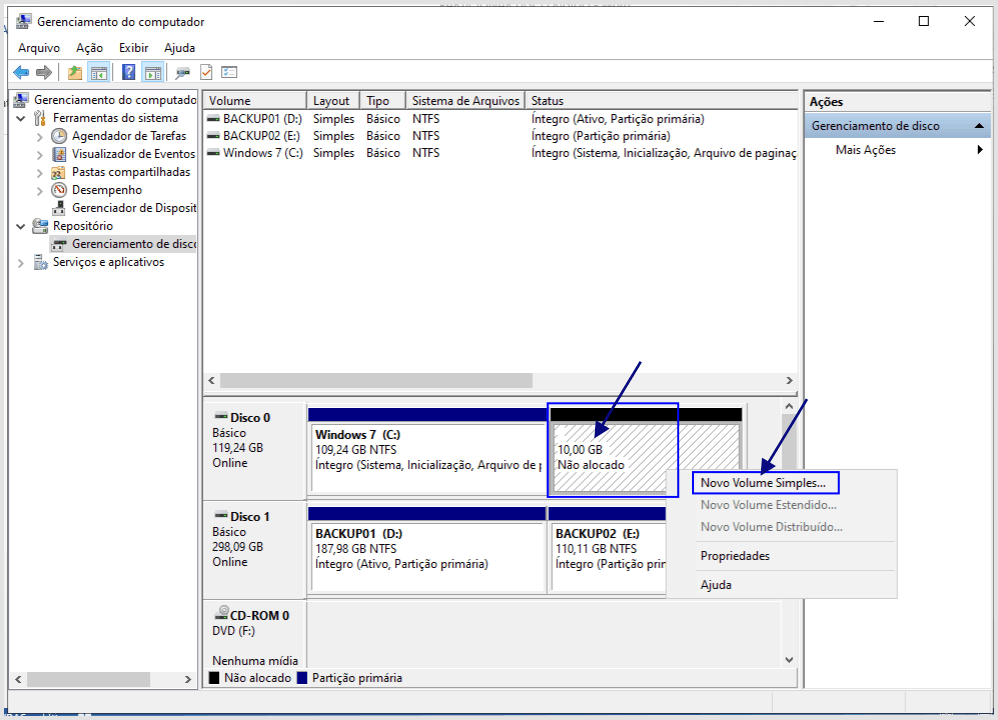 Gerenciamento do computador
Arquivo Ação Exibir Ajuda
Gerenciamento do computado
Ferramentas do sistema
Agendador de Tarefas
Visualizador de Eventos
Pastas compartilhadas
Desempenho
Gerenciador de Disposit
Repositório
Gerenciamento de disco
Serviços e aplicativos
Volume Layout Tipo Sistema de Arquivos Status
BACKUP01 (D:) Simples Básico NTFS Íntegro (Ativo, Partição primária)
BACKUP02 (E:) Simples Básico NTFS Íntegro (Partição primária)
Windows 7 (C:) Simples Básico NTFS Íntegro (Sistema, Inicialização, Arquivo de paginaç
Ações
Gerenciamento de disco
Mais Ações
Disco 0
Básico
119,24 GB
Online
Windows 7 (C:)
109,24 GB NTFS
Íntegro (Sistema, Inicialização, Arquivo de p
10,00 GB
Não alocado
Novo Volume Simples...
Novo Volume Estendido...
Novo Volume Distribuído...
Propriedades
Ajuda
Disco 1
Básico
298,09 GB
Online
BACKUP01 (D:)
187,98 GB NTFS
Íntegro (Ativo, Partição primária)
BACKUP02 (E:)
110,11 GB NTFS
Íntegro (Partição prin
CD-ROM 0
DVD (F:)
Nenhuma mídia
Não alocado Partição primária